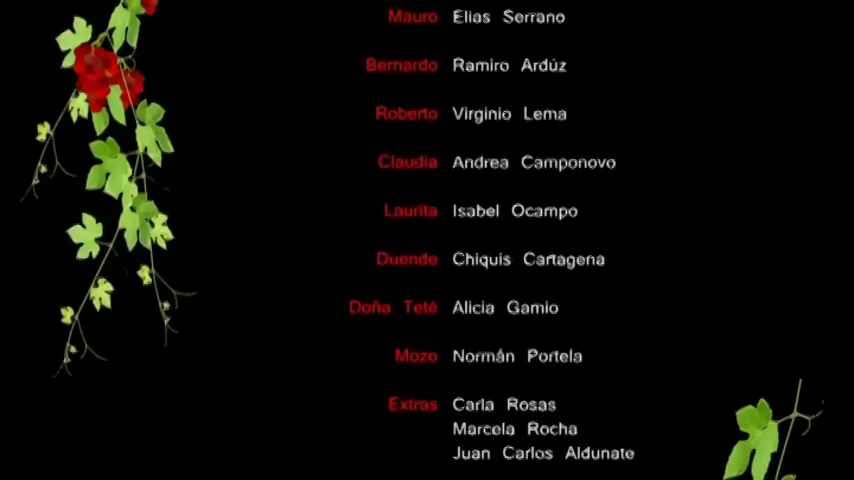 Mauro Elias Serrano
Bernardo Ramiro Ardúz
Roberto Virginio Lema
Claudia Andrea Camponovo
Laurita Isabel Ocampo
Duende Chiquis Cartagena
Doña Teté Alicia Gamio
Mozo Normán Portela
Extras Carla Rosas
Marcela Rocha
Juan Carlos Aldunate